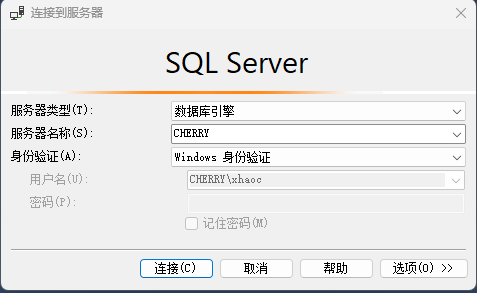 连接到服务器
SQL Server
服务器类型(T): 数据库引擎
服务器名称(S): CHERRY
身份验证(A): Windows 身份验证
用户名(U): CHERRY\xhaoc
密码(P):
记住密码(M)
连接(C) 取消 帮助 选项(O) >>